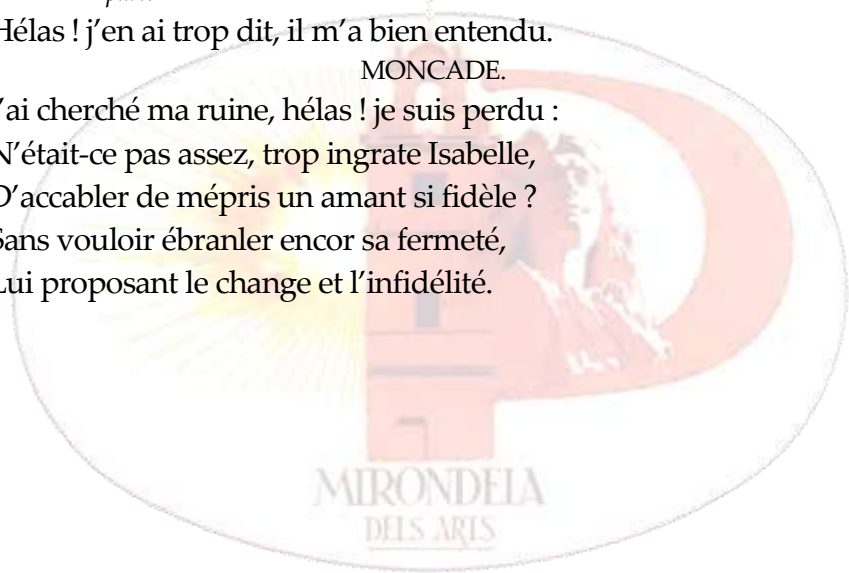 Hélas ! j’en ai trop dit, il m’a bien entendu.
MONCADE.
’ai cherché ma ruine, hélas ! je suis perdu :
N’était-ce pas assez, trop ingrate Isabelle,
D’accabler de mépris un amant si fidèle ?
Sans vouloir ébranler encor sa fermeté,
Lui proposant le change et l’infidélité.
MIRONDELA
DELS ARTS